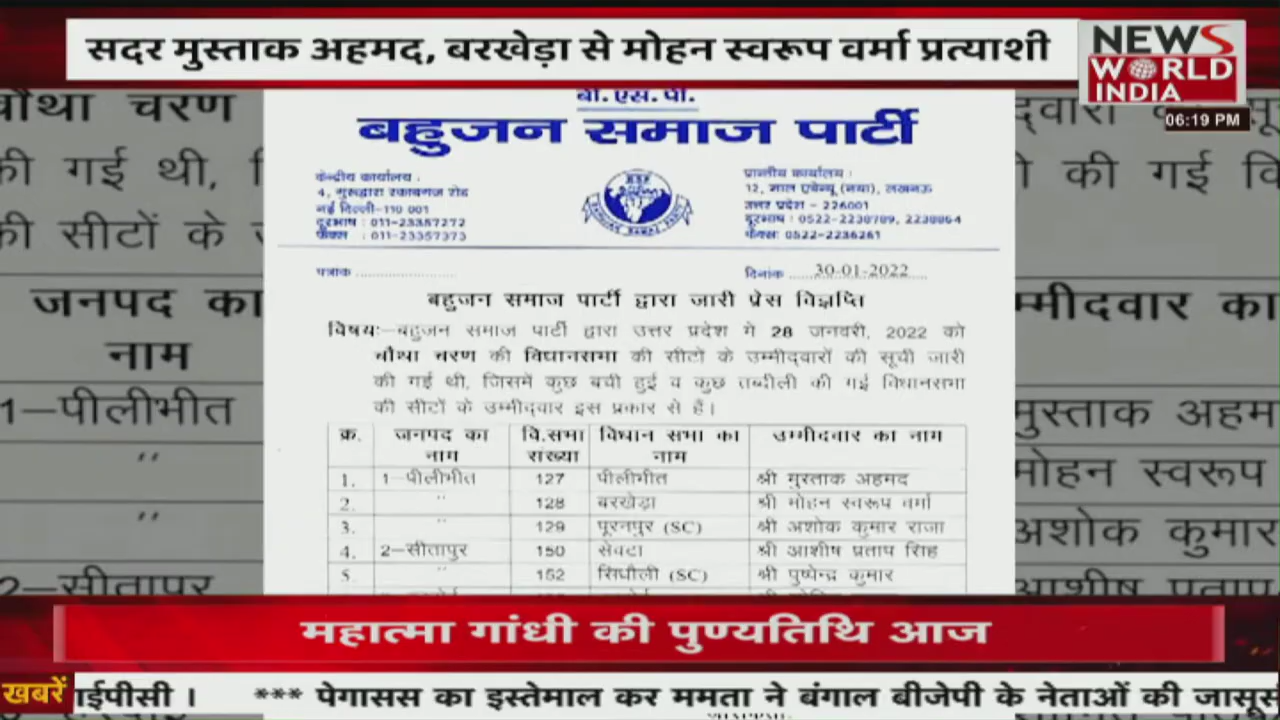 सदर मुस्ताक अहमद, बरखेड़ा से मोहन स्वरूप वर्मा प्रत्याशी
NEWS
WORLD
INDIA
06:19 PM
बी. एस. पी.
बहुजन समाज पार्टी
केन्द्रीय कार्यालय :
4, गुरूद्वारा रकाबगंज रोड
नई दिल्ली-110 001
दूरभाष : 011-23357272
फैक्स : 011-23357373
प्रान्तीय कार्यालय :
12, माल एवेन्यू (नया), लखनऊ
उत्तर प्रदेश - 226001
दूरभाष : 0522-2230789, 2230864
फैक्स: 0522-2236261
पत्रांक ........................
दिनांक ......30-01-2022....
बहुजन समाज पार्टी द्वारा जारी प्रेस विज्ञप्ति
विषय:-बहुजन समाज पार्टी द्वारा उत्तर प्रदेश मे 28 जनवरी, 2022 को
चौथा चरण की विधानसभा की सीटों के उम्मीद्वारों की सूची जारी
की गई थी, जिसमें कुछ बची हुई व कुछ तब्दीली की गई विधानसभा
की सीटों के उम्मीदवार इस प्रकार से हैं।
क्र. जनपद का नाम वि.सभा संख्या विधान सभा का नाम उम्मीदवार का नाम
1. 1-पीलीभीत 127 पीलीभीत श्री मुस्ताक अहमद
2. " 128 बरखेड़ा श्री मोहन स्वरूप वर्मा
3. " 129 पूरनपुर (SC) श्री अशोक कुमार राजा
4. 2-सीतापुर 150 सेवटा श्री आशीष प्रताप सिंह
5. " 152 सिधौली (SC) श्री पुष्पेन्द्र कुमार
चौथा चरण
की गई थी,
की सीटों के
जनपद का
नाम
1-पीलीभीत
"
"
2-सीतापुर
की गई
म्मीदवार का
मुस्ताक अहम
मोहन स्वरूप
अशोक कुमार
आशीष प्रताप
महात्मा गांधी की पुण्यतिथि आज
खबरें ाईपीसी । *** पेगासस का इस्तेमाल कर ममता ने बंगाल बीजेपी के नेताओं की जासूस